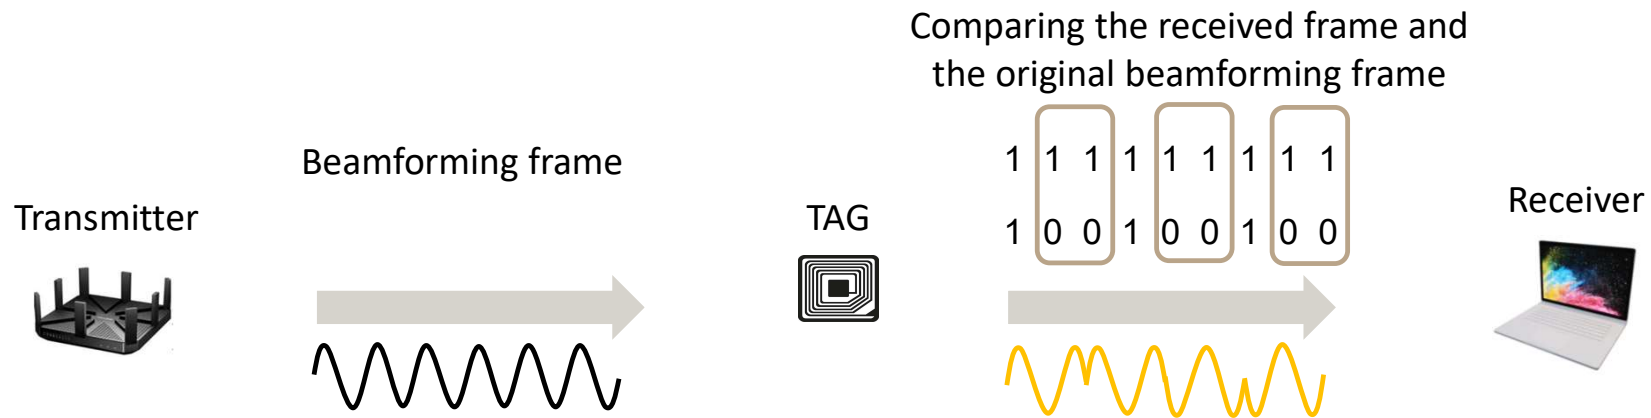 Comparing the received frame and
the original beamforming frame
Beamforming frame
Transmitter
TAG
1 1 1 1 1 1 1 1 1
1 0 0 1 0 0 1 0 0
Receiver